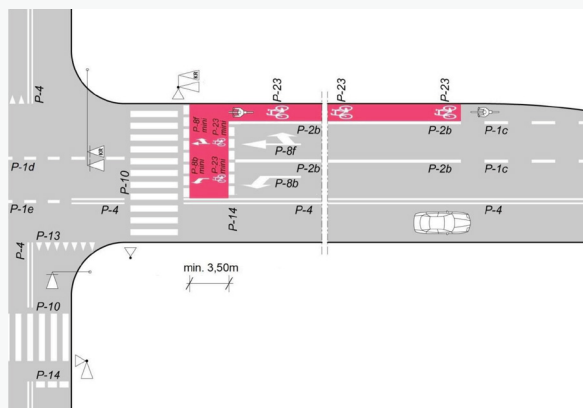 P-4
P-23
P-23
P-23
P-8f
mini
P-23
mini
P-2b
P-2b
P-1c
P-8f
P-1d
P-8b
mini
P-23
mini
P-2b
P-2b
P-1c
P-10
P-8b
P-1e
P-4
P-4
P-4
P-14
P-13
P-4
min. 3,50m
P-10
P-14